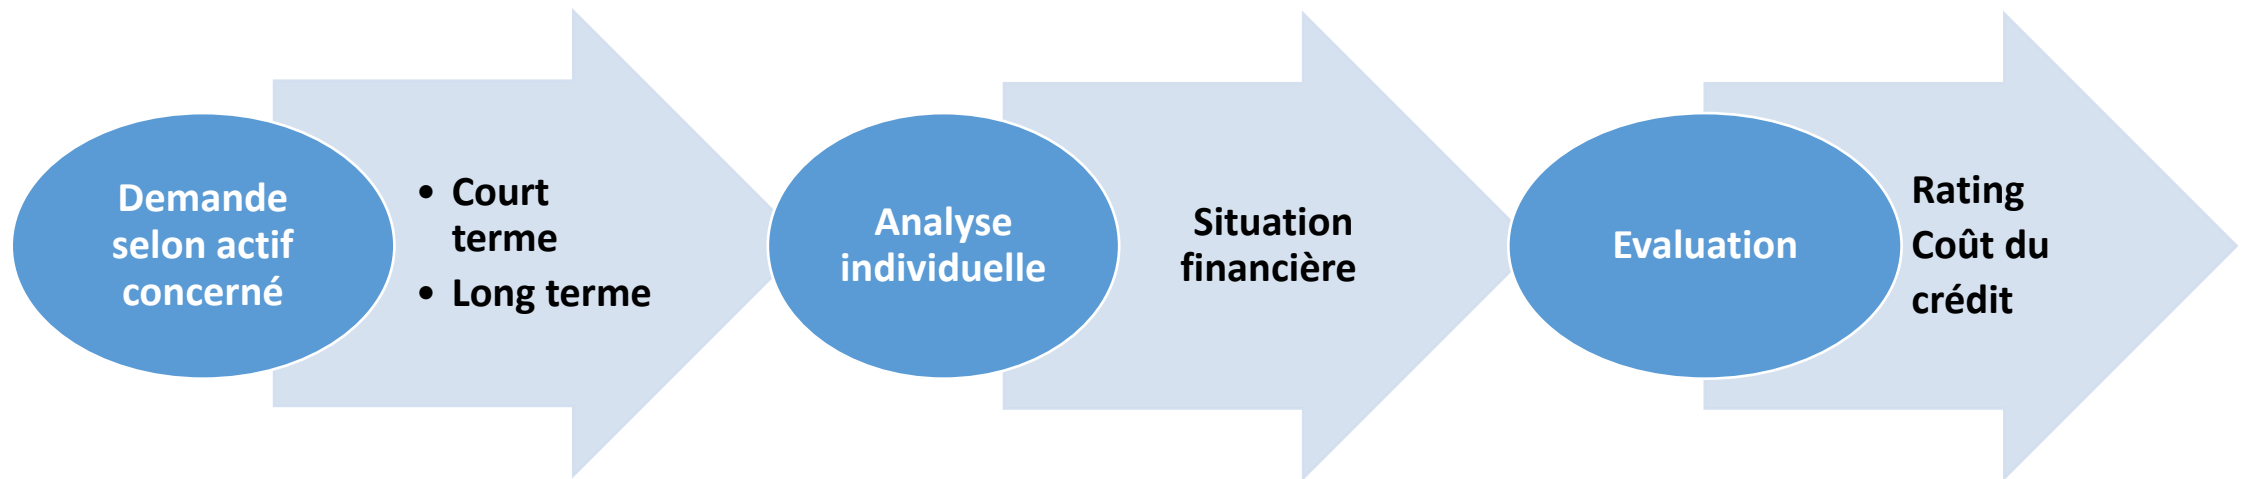 Demande
selon actif
concerné
• Court
terme
• Long terme
Analyse
individuelle
Situation
financière
Evaluation
Rating
Coût du
crédit